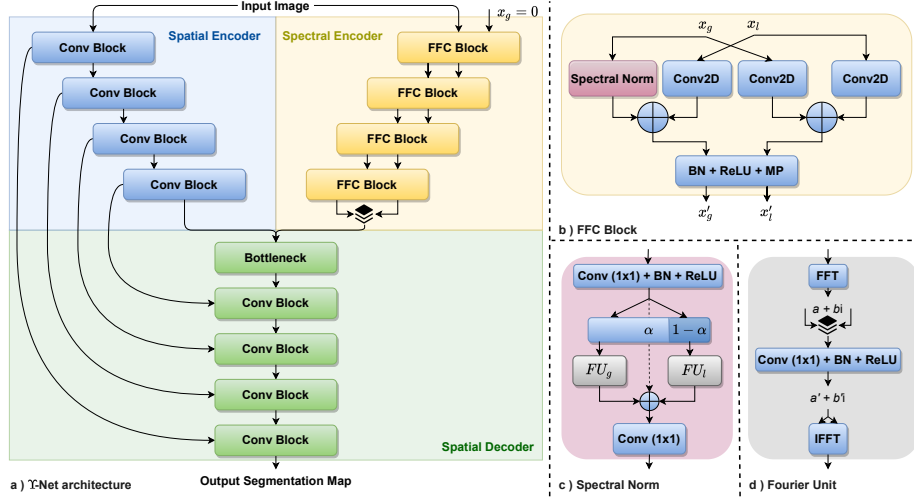 Input Image
x_g = 0
Spatial Encoder
Spectral Encoder
Conv Block
Conv Block
Conv Block
Conv Block
FFC Block
FFC Block
FFC Block
FFC Block
Bottleneck
Conv Block
Conv Block
Conv Block
Conv Block
Spatial Decoder
a ) ϒ-Net architecture
Output Segmentation Map
x_g x_l
Spectral Norm Conv2D Conv2D Conv2D
BN + ReLU + MP
x'_g x'_l
b ) FFC Block
Conv (1x1) + BN + ReLU
α 1 − α
FU_g FU_l
Conv (1x1)
c ) Spectral Norm
FFT
a + bi
Conv (1x1) + BN + ReLU
a' + b'i
IFFT
d ) Fourier Unit